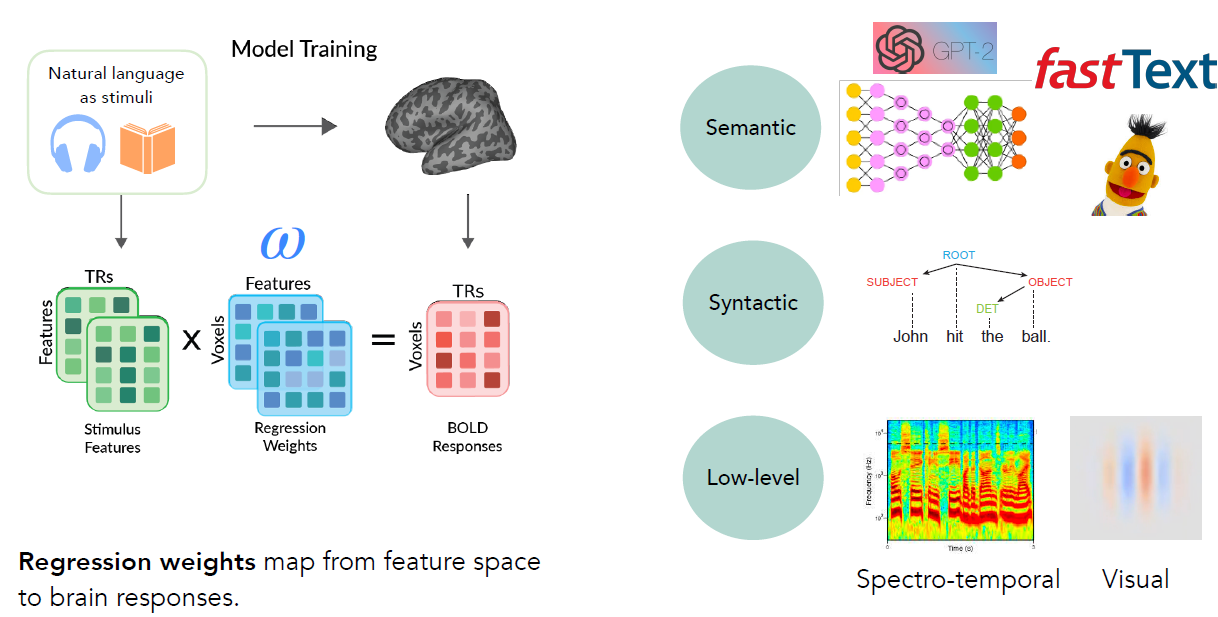 Model Training
Natural language
as stimuli
ω
TRs
Features
Stimulus
Features
x
Features
Voxels
Regression
Weights
=
TRs
Voxels
BOLD
Responses
Regression weights map from feature space
to brain responses.
Semantic
GPT-2
fastText
Syntactic
ROOT
SUBJECT
OBJECT
DET
John hit the ball.
Low-level
Frequency (Hz)
Time (s)
0
Spectro-temporal
Visual